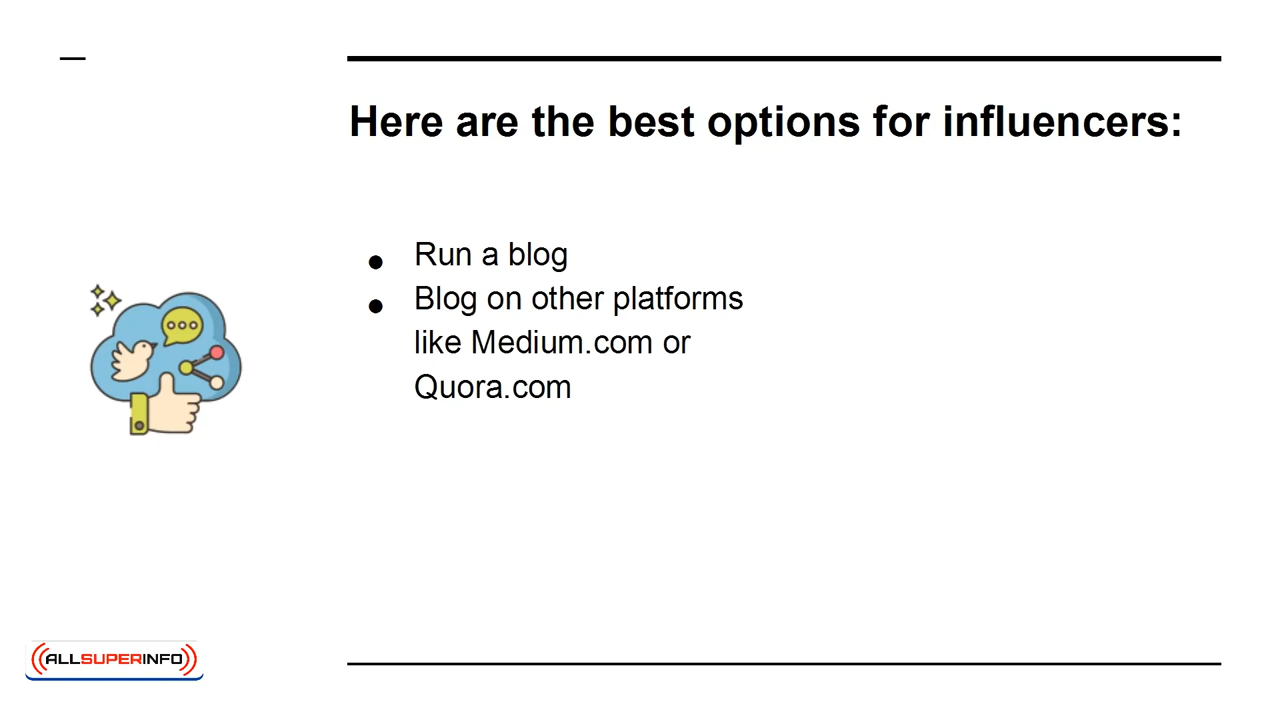 Here are the best options for influencers:
● Run a blog
● Blog on other platforms
like Medium.com or
Quora.com
ALLSUPERINFO